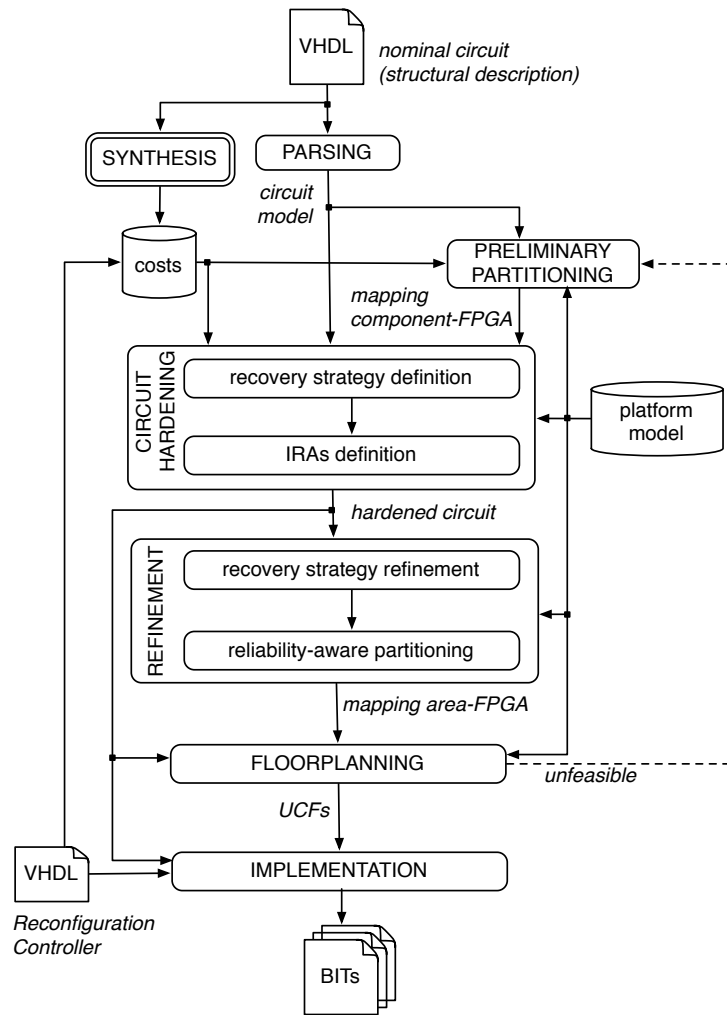 VHDL
nominal circuit
(structural description)
SYNTHESIS
PARSING
circuit
model
costs
PRELIMINARY
PARTITIONING
mapping
component-FPGA
CIRCUIT
HARDENING
recovery strategy definition
IRAs definition
platform
model
hardened circuit
REFINEMENT
recovery strategy refinement
reliability-aware partitioning
mapping area-FPGA
FLOORPLANNING
unfeasible
UCFs
VHDL
IMPLEMENTATION
Reconfiguration
Controller
BITs